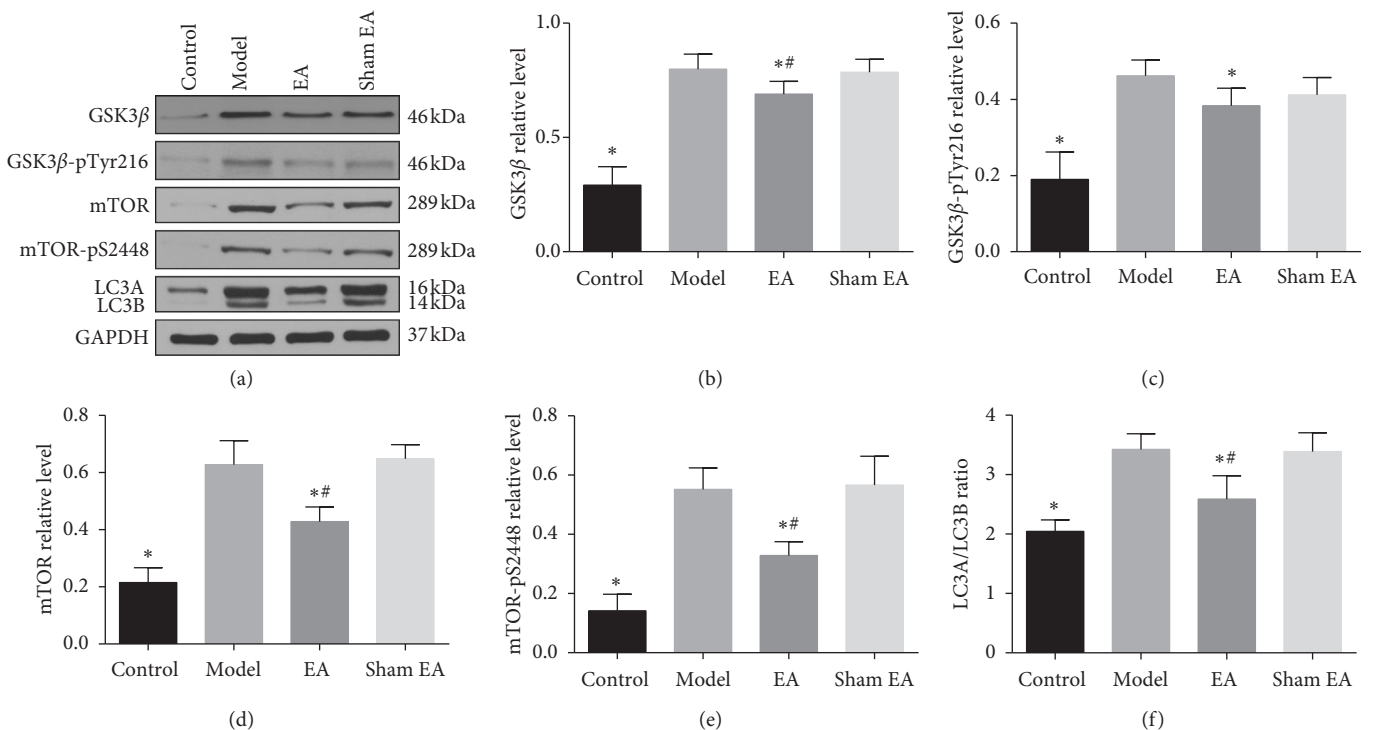 Control
Model
EA
Sham EA
GSK3β 46 kDa
GSK3β-pTyr216 46 kDa
mTOR 289 kDa
mTOR-pS2448 289 kDa
LC3A 16 kDa
LC3B 14 kDa
GAPDH 37 kDa
(a)
GSK3β relative level
1.0
0.5
0.0
*
*#
Control Model EA Sham EA
(b)
GSK3β-pTyr216 relative level
0.6
0.4
0.2
0.0
*
*
Control Model EA Sham EA
(c)
mTOR relative level
0.8
0.6
0.4
0.2
0.0
*
*#
Control Model EA Sham EA
(d)
mTOR-pS2448 relative level
0.8
0.6
0.4
0.2
0.0
*
*#
Control Model EA Sham EA
(e)
LC3A/LC3B ratio
4
3
2
1
0
*
*#
Control Model EA Sham EA
(f)